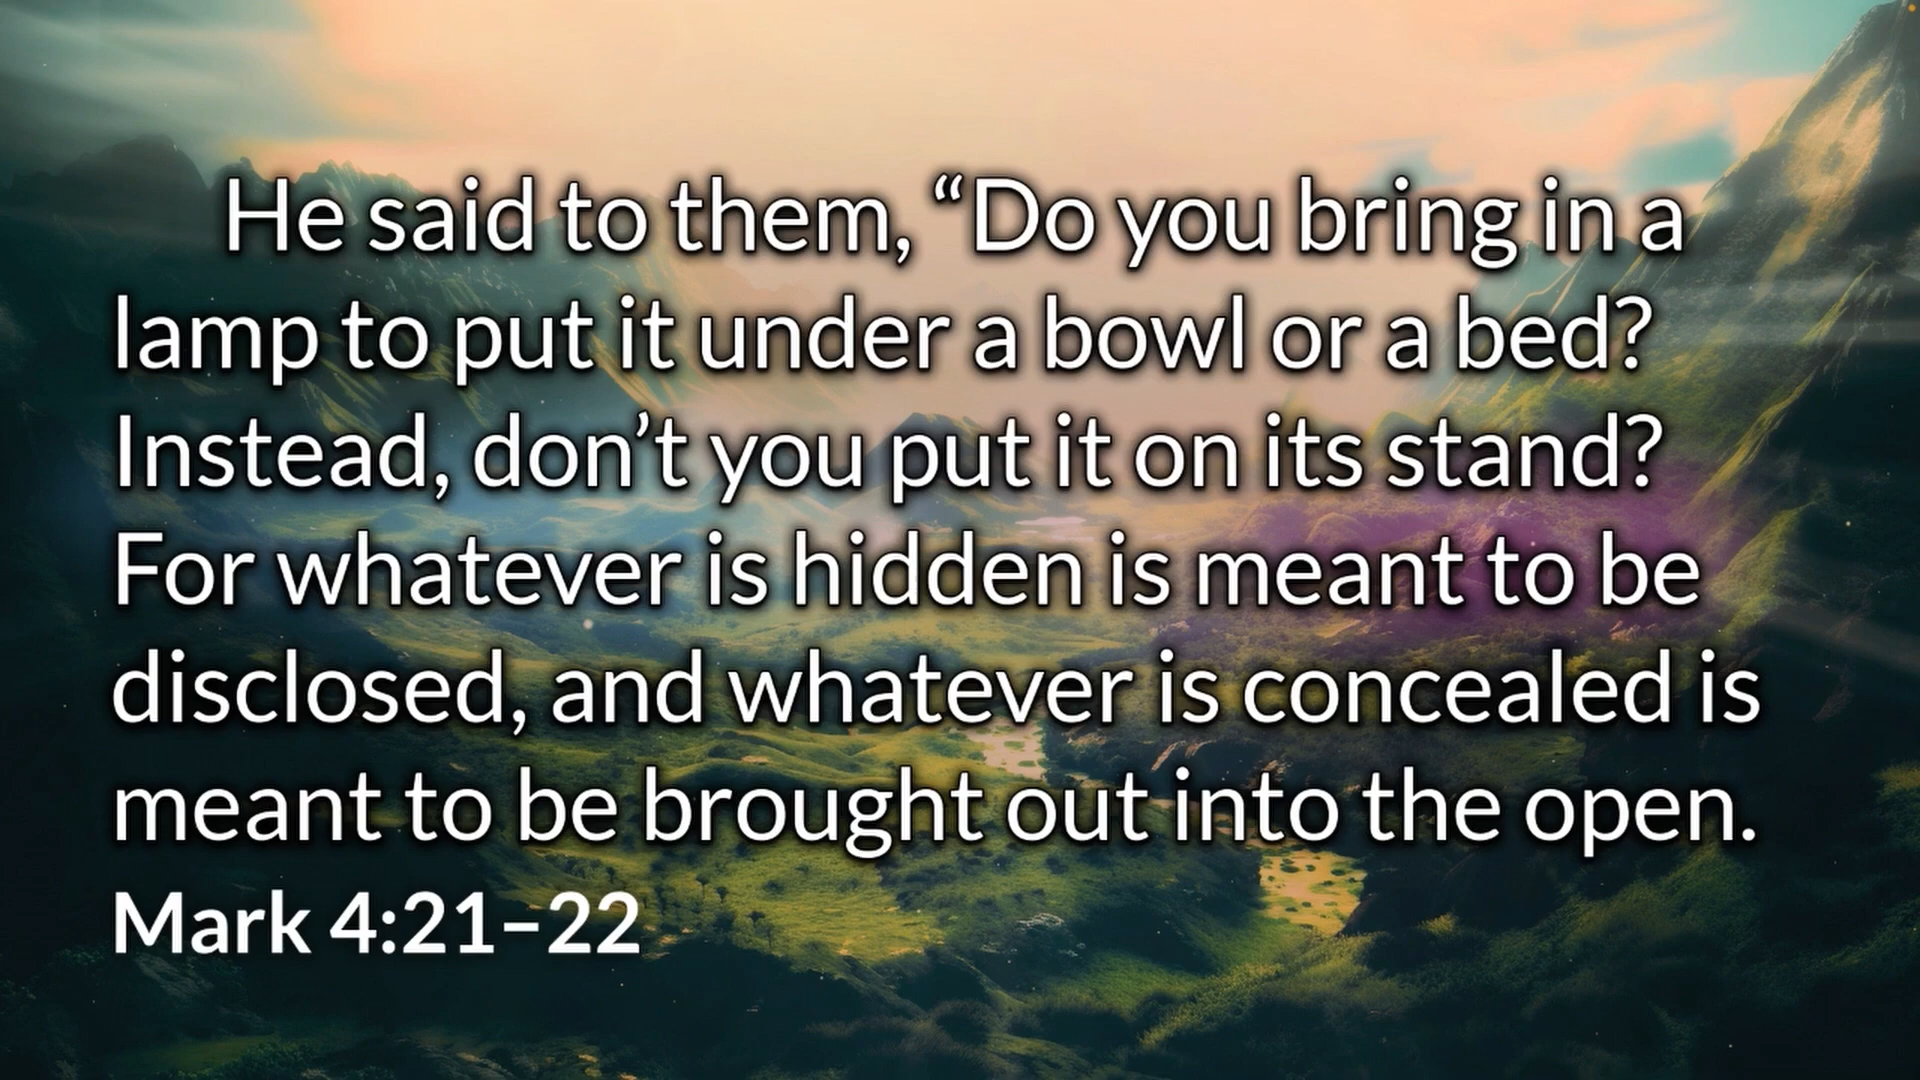 He said to them, “Do you bring in a
lamp to put it under a bowl or a bed?
Instead, don’t you put it on its stand?
For whatever is hidden is meant to be
disclosed, and whatever is concealed is
meant to be brought out into the open.
Mark 4:21–22